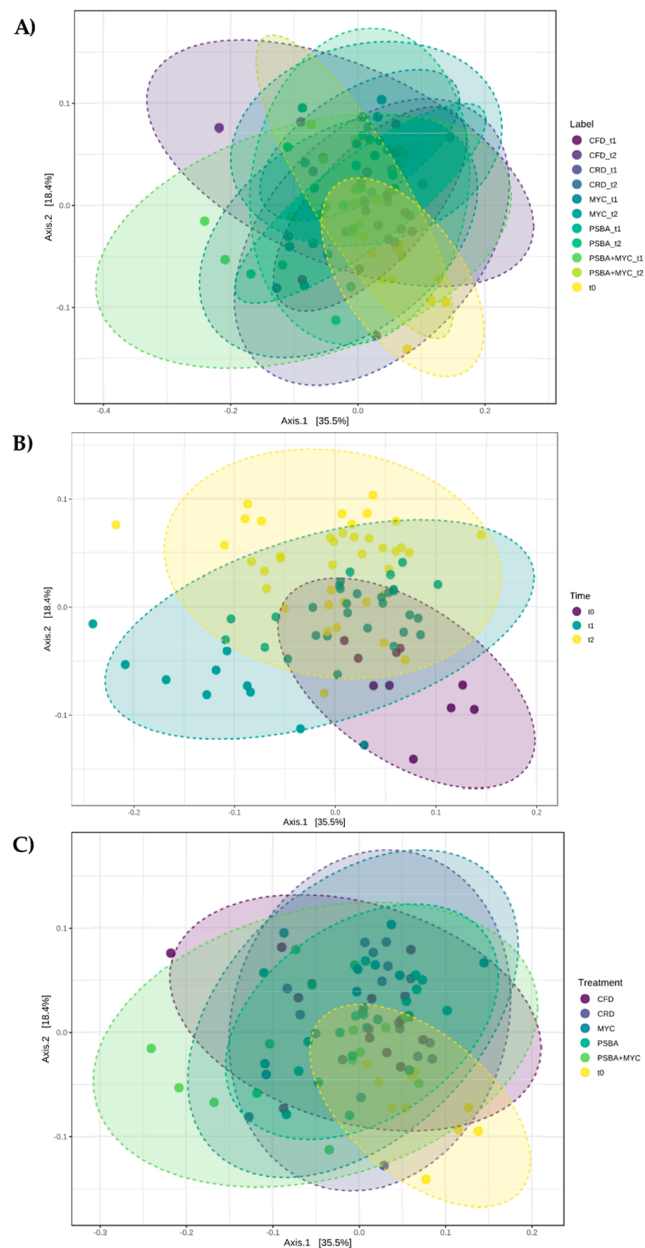 A)
0.1
0.0
-0.1
Axis.2 [18.4%]
-0.4
-0.2
0.0
0.2
Axis.1 [35.5%]
Label
CFD_t1
CFD_t2
CRD_t1
CRD_t2
MYC_t1
MYC_t2
PSBA_t1
PSBA_t2
PSBA+MYC_t1
PSBA+MYC_t2
t0
B)
0.1
0.0
-0.1
Axis.2 [18.4%]
-0.2
-0.1
0.0
0.1
0.2
Axis.1 [35.5%]
Time
t0
t1
t2
C)
0.1
0.0
-0.1
Axis.2 [18.4%]
-0.3
-0.2
-0.1
0.0
0.1
0.2
Axis.1 [35.5%]
Treatment
CFD
CRD
MYC
PSBA
PSBA+MYC
t0